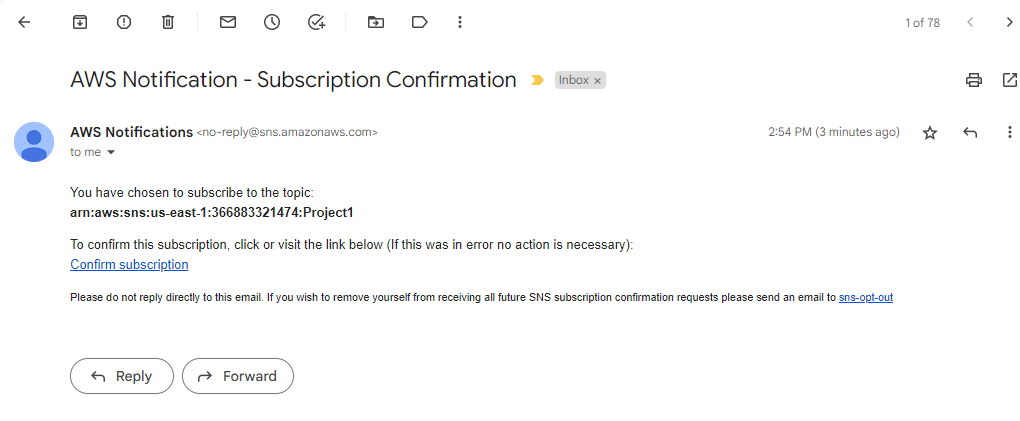 1 of 78
AWS Notification - Subscription Confirmation Inbox ×
AWS Notifications <no-reply@sns.amazonaws.com> 2:54 PM (3 minutes ago)
to me
You have chosen to subscribe to the topic:
arn:aws:sns:us-east-1:366883321474:Project1
To confirm this subscription, click or visit the link below (If this was in error no action is necessary):
Confirm subscription
Please do not reply directly to this email. If you wish to remove yourself from receiving all future SNS subscription confirmation requests please send an email to sns-opt-out
Reply Forward